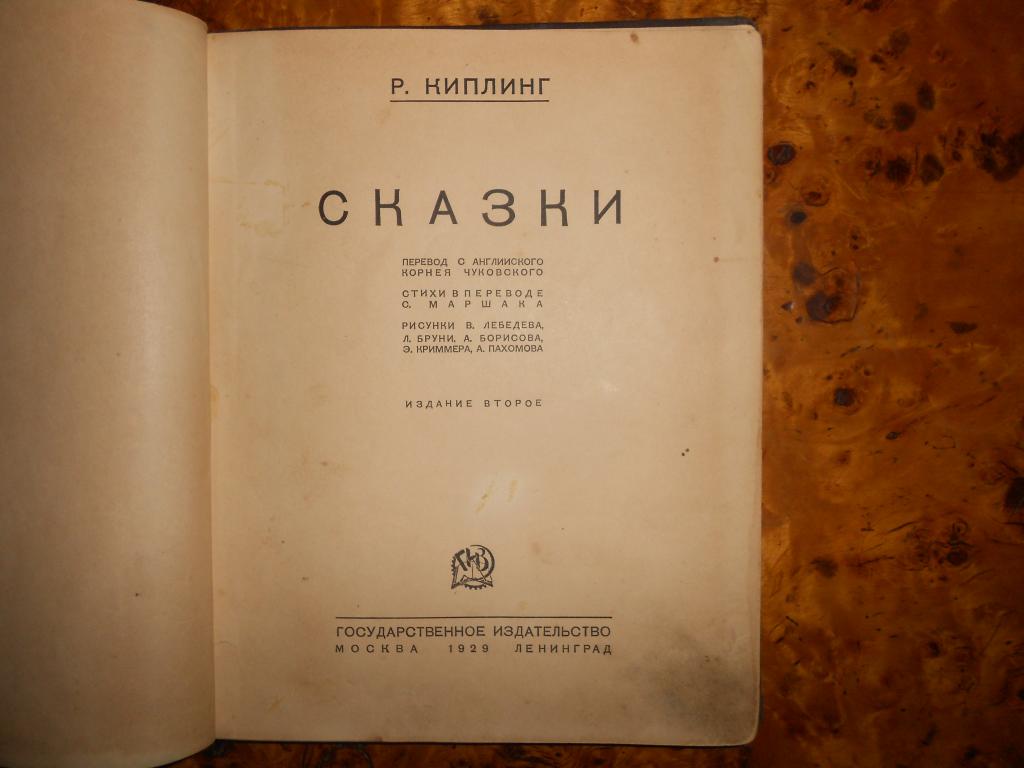 Р. КИПЛИНГ
СКАЗКИ
ПЕРЕВОД С АНГЛИЙСКОГО
КОРНЕЯ ЧУКОВСКОГО
СТИХИ В ПЕРЕВОДЕ
С. МАРШАКА
РИСУНКИ В. ЛЕБЕДЕВА,
Л. БРУНИ, А. БОРИСОВА,
Э. КРИММЕРА, А. ПАХОМОВА
ИЗДАНИЕ ВТОРОЕ
ГИЗ
ГОСУДАРСТВЕННОЕ ИЗДАТЕЛЬСТВО
МОСКВА 1929 ЛЕНИНГРАД